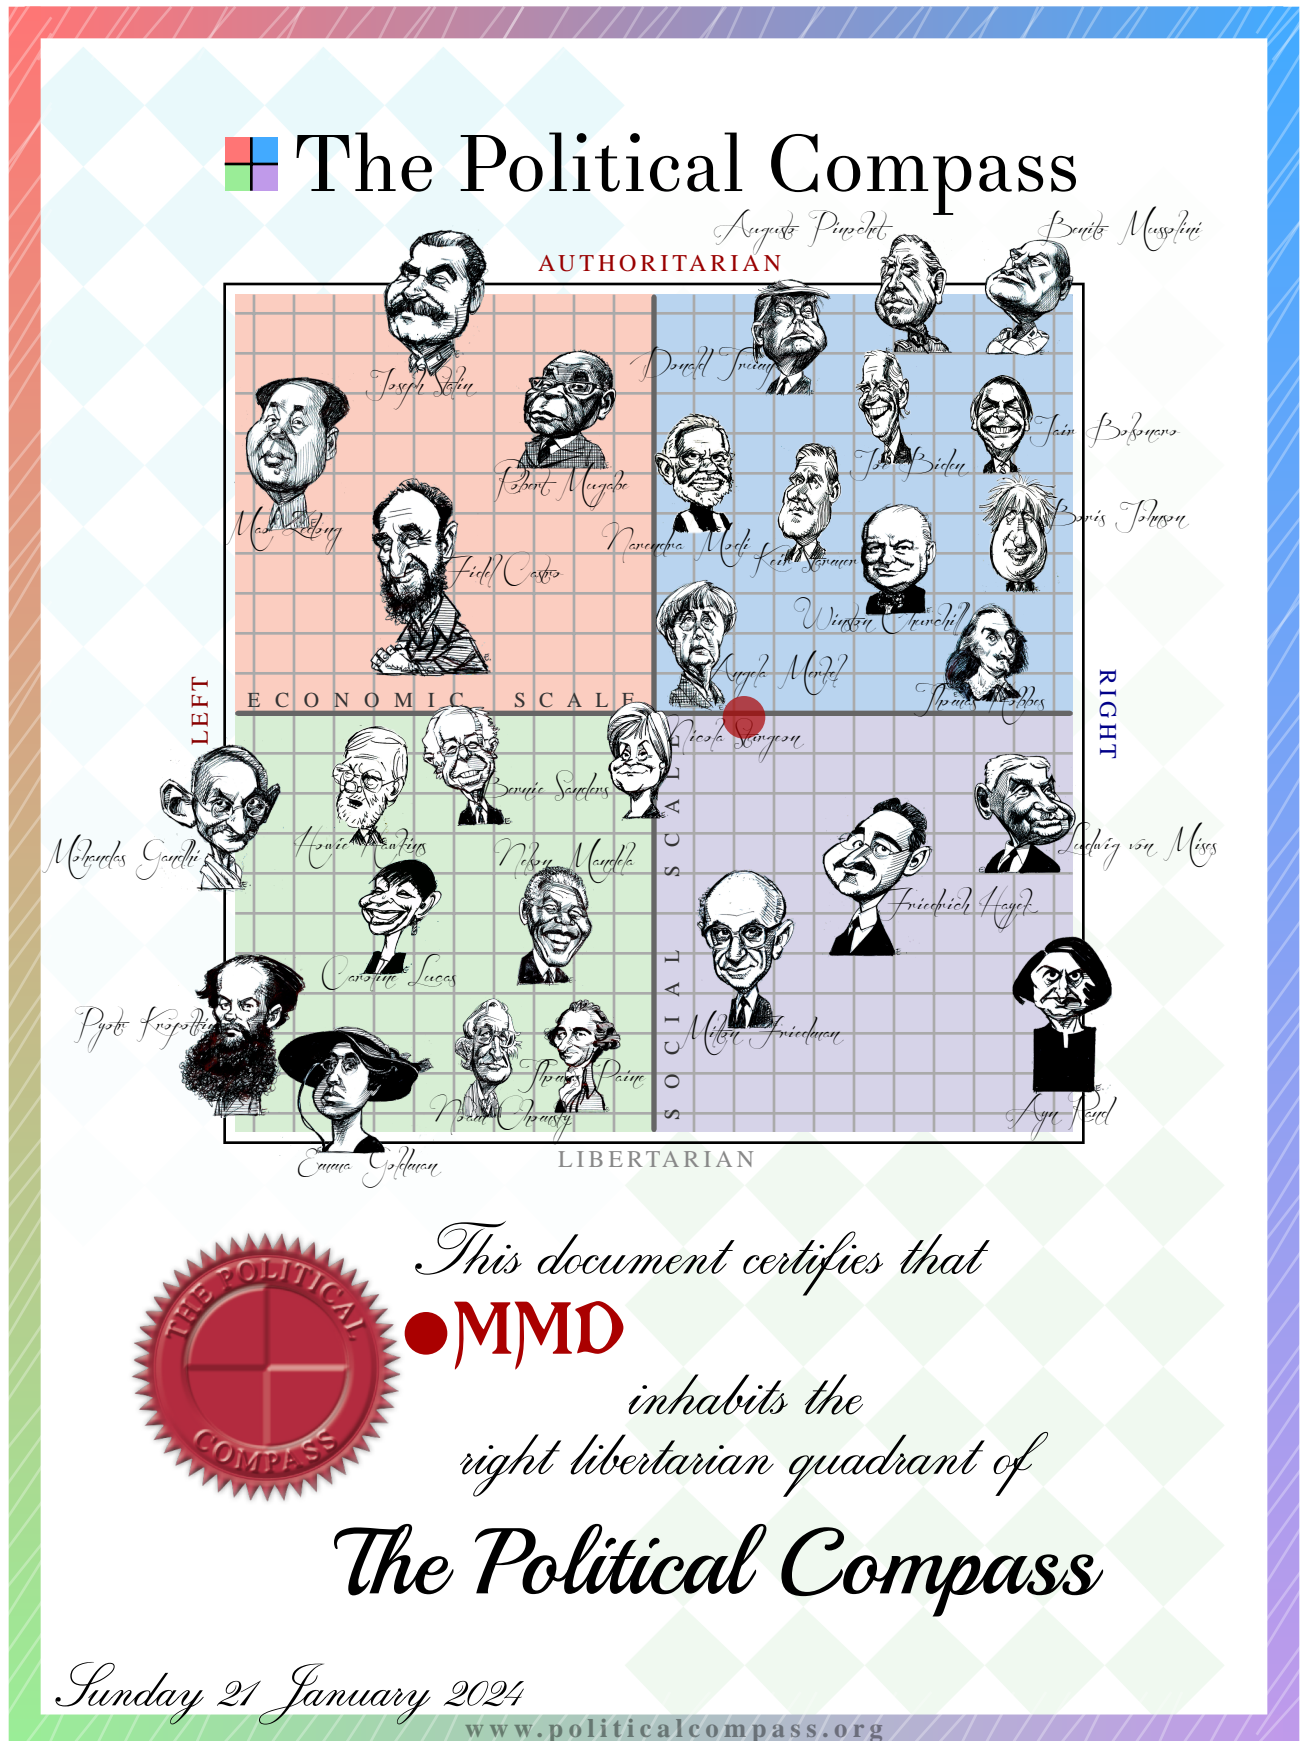 The Political Compass
Augusto Pinochet
Benito Mussolini
AUTHORITARIAN
Donald Trump
Joseph Stalin
Jair Bolsonaro
Joe Biden
Robert Mugabe
Mao Zedong
Boris Johnson
Narendra Modi
Keir Starmer
Fidel Castro
Winston Churchill
Angela Merkel
Thomas Hobbes
ECONOMIC SCALE
LEFT
RIGHT
Nicola Sturgeon
Bernie Sanders
Howie Hawkins
Nelson Mandela
Mohandas Gandhi
Ludwig von Mises
Friedrich Hayek
Caroline Lucas
SOCIAL SCALE
Pyotr Kropotkin
Milton Friedman
Thomas Paine
Noam Chomsky
Ayn Rand
Emma Goldman
LIBERTARIAN
This document certifies that
MMD
inhabits the
right libertarian quadrant of
The Political Compass
THE POLITICAL
COMPASS
Sunday 21 January 2024
www.politicalcompass.org